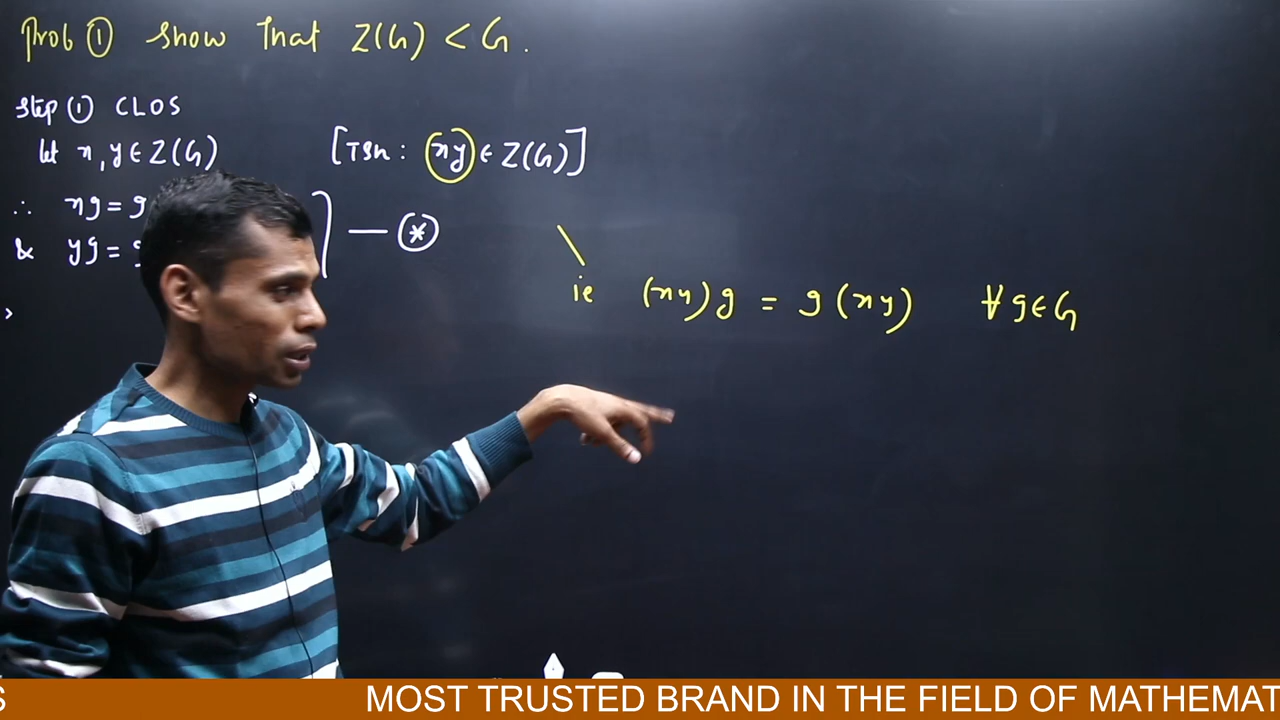 Prob ① Show That Z(G) < G.
Step ① CLOS
let x, y ∈ Z(G) [TSh: xy ∈ Z(G)]
∴ xg = g
& yg = g
— ⊛
ie (xy)g = g(xy) ∀ g ∈ G
S MOST TRUSTED BRAND IN THE FIELD OF MATHEMAT